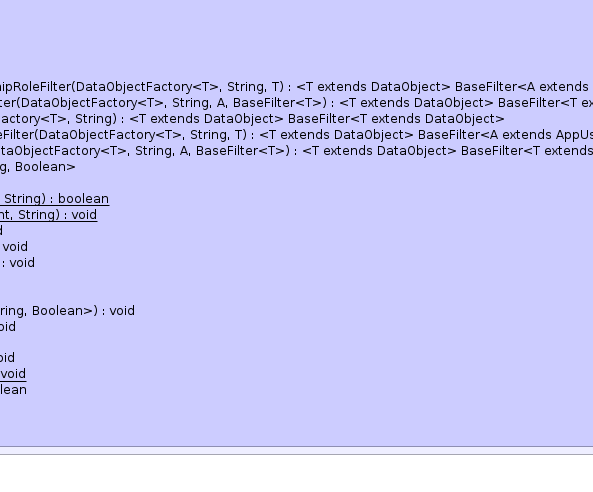 hipRoleFilter(DataObjectFactory<T>, String, T) : <T extends DataObject> BaseFilter<A extends
ter(DataObjectFactory<T>, String, A, BaseFilter<T>) : <T extends DataObject> BaseFilter<T ex
Factory<T>, String) : <T extends DataObject> BaseFilter<T extends DataObject>
eFilter(DataObjectFactory<T>, String, T) : <T extends DataObject> BaseFilter<A extends AppUs
ataObjectFactory<T>, String, A, BaseFilter<T>) : <T extends DataObject> BaseFilter<T extends
g, Boolean>
String) : boolean
nt, String) : void
d
void
: void
ring, Boolean>) : void
oid
oid
void
lean